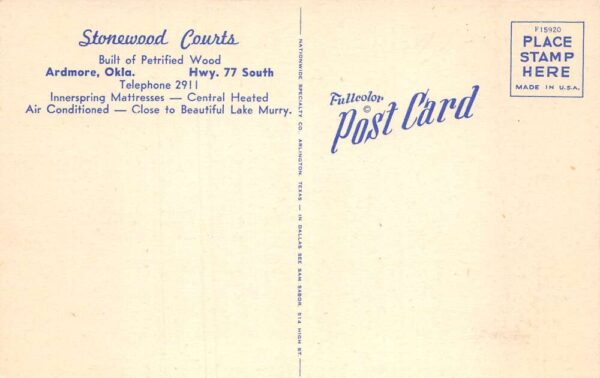 Stonewood Courts
Built of Petrified Wood
Ardmore, Okla. Hwy. 77 South
Telephone 2911
Innerspring Mattresses — Central Heated
Air Conditioned — Close to Beautiful Lake Murry.
NATIONWIDE SPECIALTY CO. ARLINGTON, TEXAS — IN DALLAS SEE SAM SABOR, 514 HIGH ST.
Fullcolor
©
Post Card
F15920
PLACE
STAMP
HERE
MADE IN U.S.A.